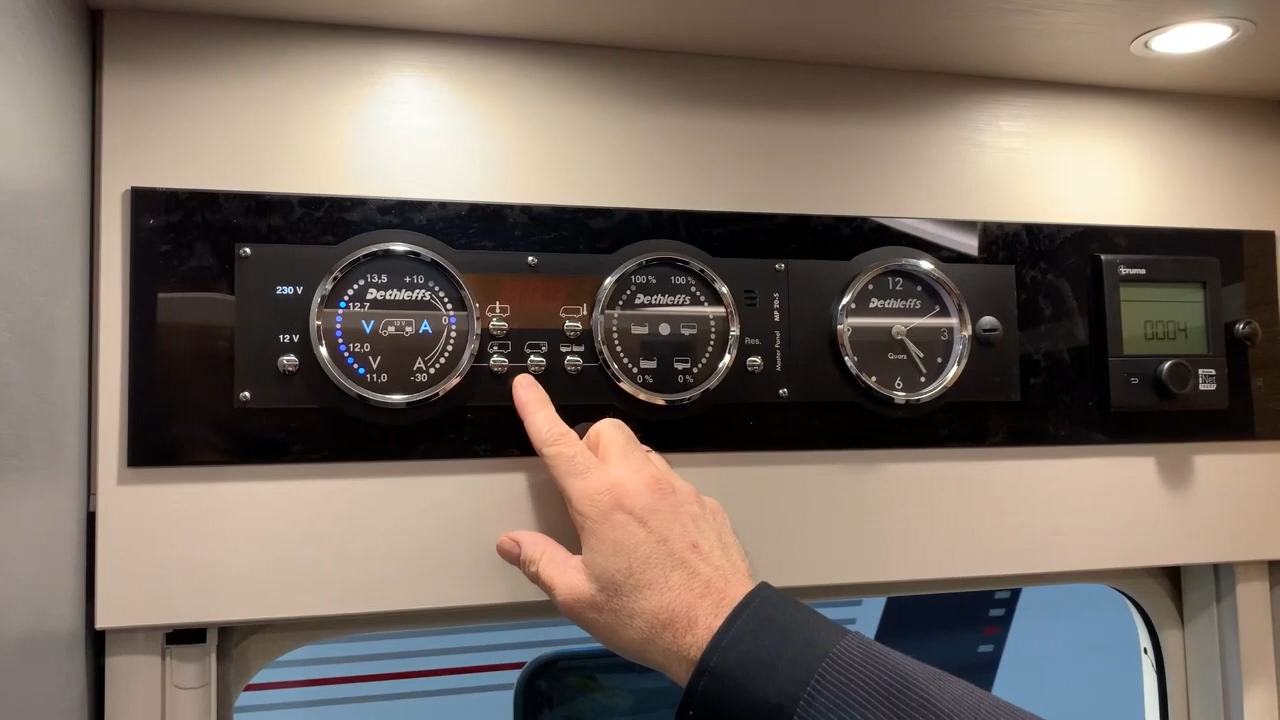 230 V
12 V
13,5 +10
Dethleffs
12,7 0
V 12 V A
12,0
V A
11,0 -30
100 % 100 %
Dethleffs
0 % 0 %
Res.
Master Panel MP 20-S
12
Dethleffs
3
Quarz
6
truma
0004
iNet